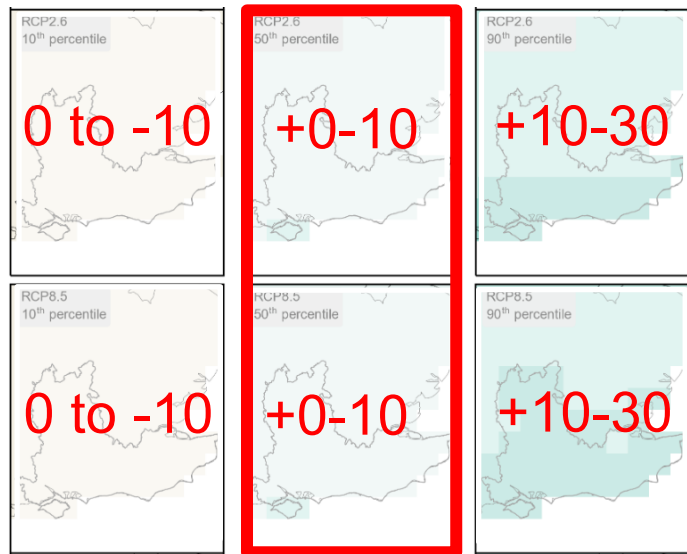 RCP2.6
10th percentile
0 to -10
RCP2.6
50th percentile
+0-10
RCP2.6
90th percentile
+10-30
RCP8.5
10th percentile
0 to -10
RCP8.5
50th percentile
+0-10
RCP8.5
90th percentile
+10-30